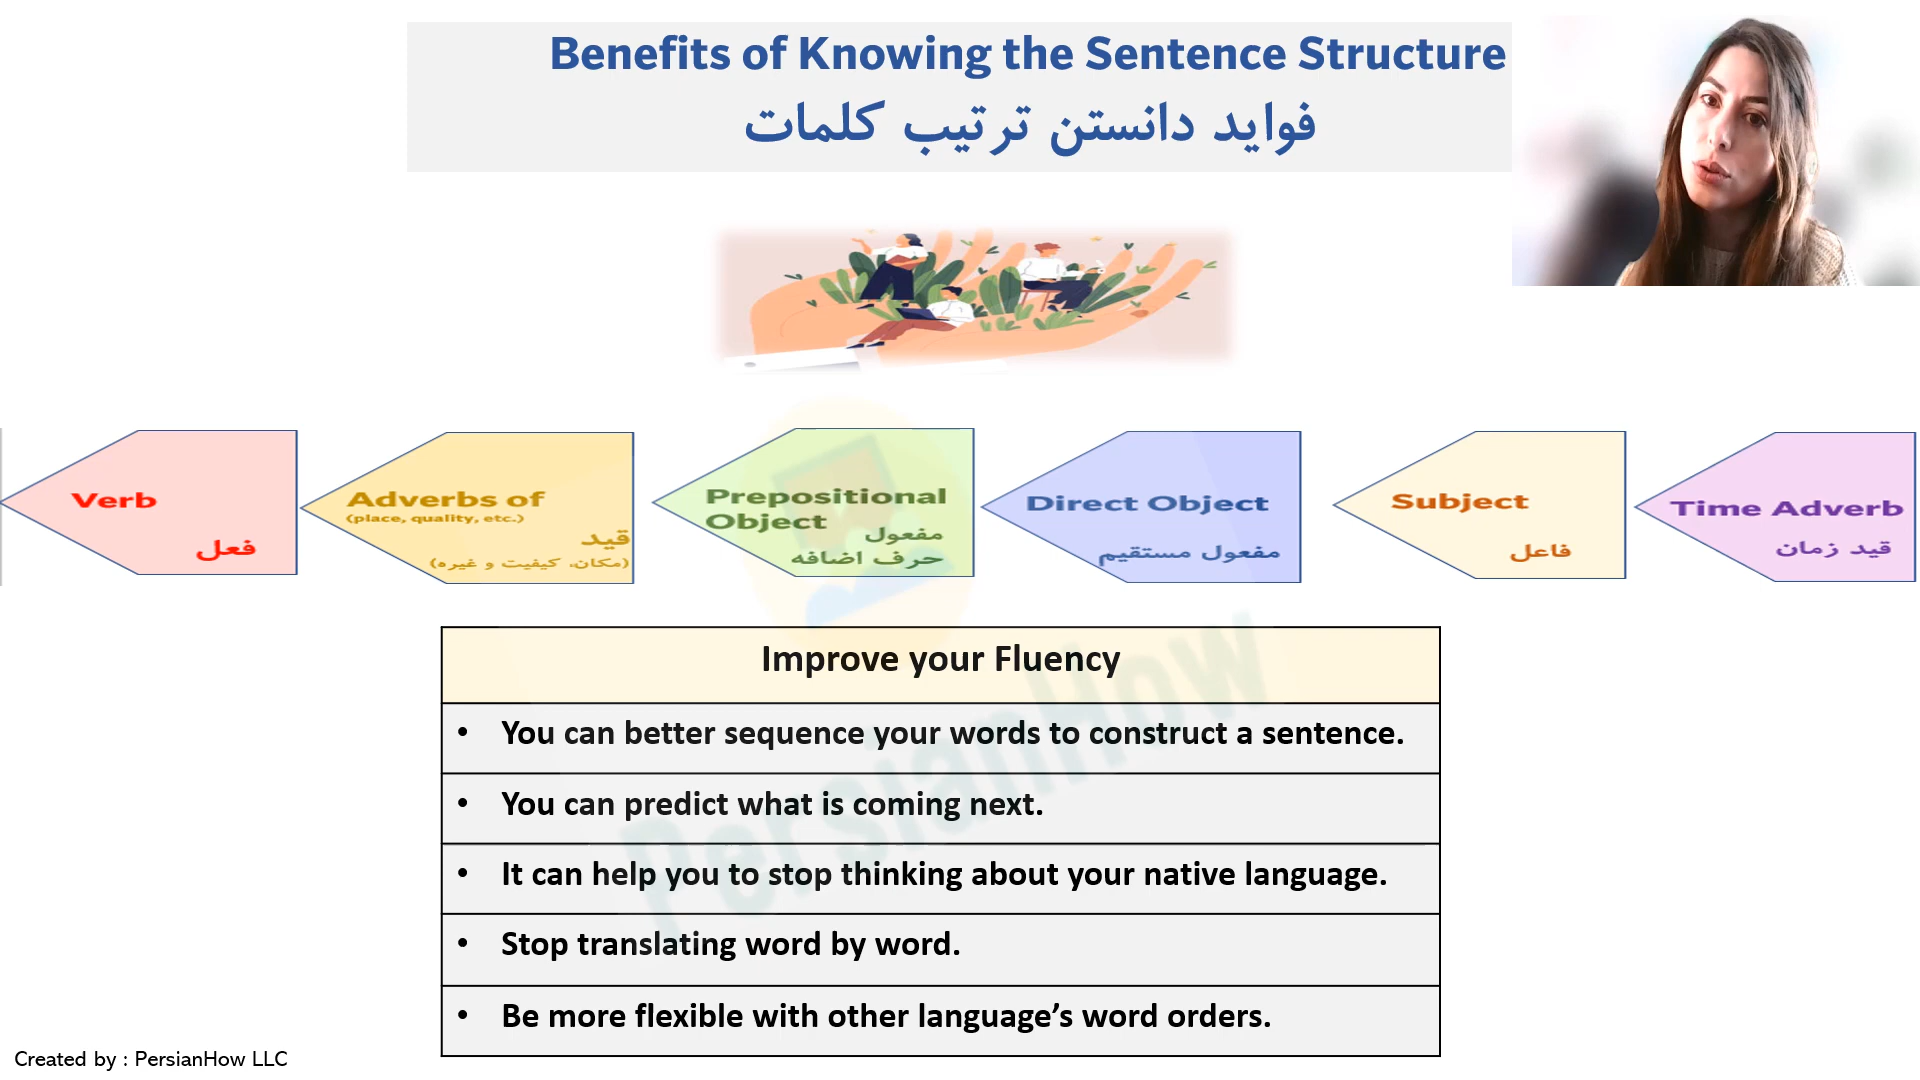 Benefits of Knowing the Sentence Structure
فواید دانستن ترتیب کلمات
Verb
فعل
Adverbs of
(place, quality, etc.)
قید
(مکان، کیفیت و غیره)
Prepositional
Object
مفعول
حرف اضافه
Direct Object
مفعول مستقیم
Subject
فاعل
Time Adverb
قید زمان
Improve your Fluency
• You can better sequence your words to construct a sentence.
• You can predict what is coming next.
• It can help you to stop thinking about your native language.
• Stop translating word by word.
• Be more flexible with other language’s word orders.
PersianHow
Created by : PersianHow LLC